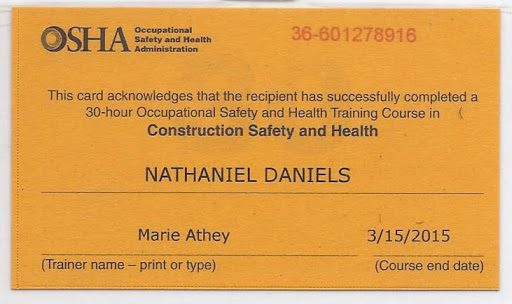 OSHA
Occupational
Safety and Health
Administration
36-601278916
This card acknowledges that the recipient has successfully completed a
30-hour Occupational Safety and Health Training Course in
Construction Safety and Health
NATHANIEL DANIELS
Marie Athey 3/15/2015
(Trainer name – print or type) (Course end date)